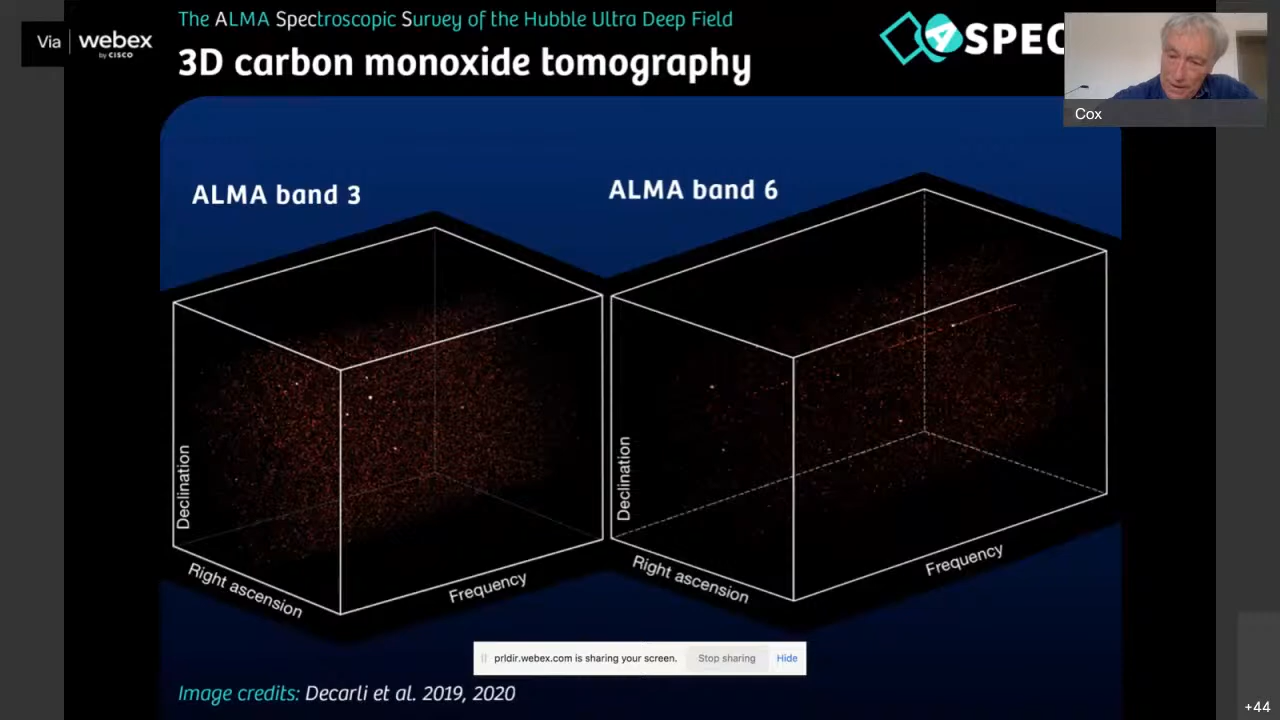 The ALMA Spectroscopic Survey of the Hubble Ultra Deep Field
Via | webex
by CISCO
3D carbon monoxide tomography
ASPEC
Cox
ALMA band 3
ALMA band 6
Declination
Right ascension
Frequency
Declination
Right ascension
Frequency
prldir.webex.com is sharing your screen.
Stop sharing
Hide
Image credits: Decarli et al. 2019, 2020
+44